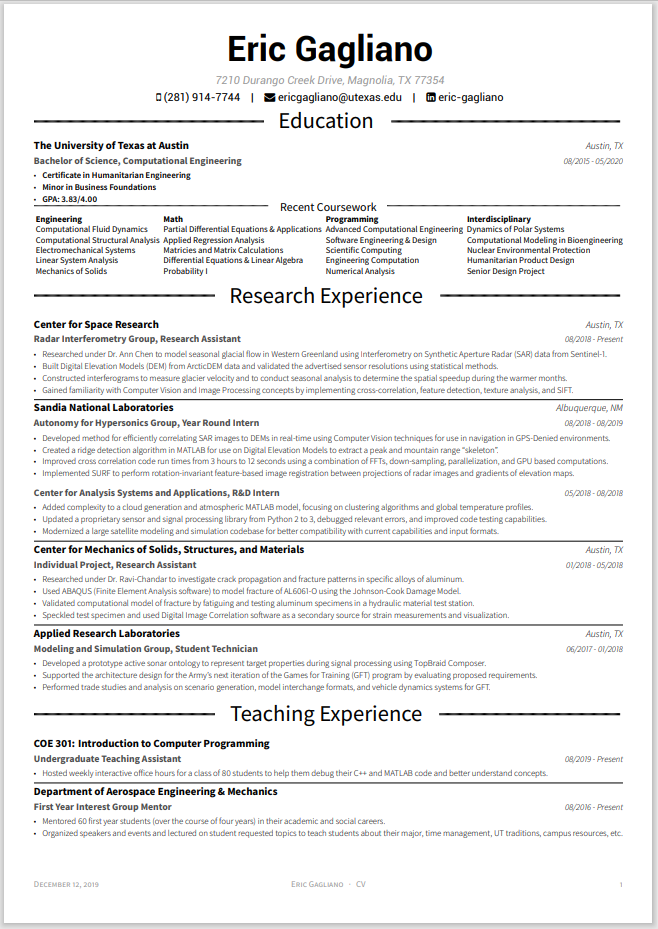 Eric Gagliano
7210 Durango Creek Drive, Magnolia, TX 77354
(281) 914-7744 | ericgagliano@utexas.edu | eric-gagliano
Education
The University of Texas at Austin Austin, TX
Bachelor of Science, Computational Engineering 08/2015 - 05/2020
• Certificate in Humanitarian Engineering
• Minor in Business Foundations
• GPA: 3.83/4.00
Recent Coursework
Engineering Math Programming Interdisciplinary
Computational Fluid Dynamics Partial Differential Equations & Applications Advanced Computational Engineering Dynamics of Polar Systems
Computational Structural Analysis Applied Regression Analysis Software Engineering & Design Computational Modeling in Bioengineering
Electromechanical Systems Matricies and Matrix Calculations Scientific Computing Nuclear Environmental Protection
Linear System Analysis Differential Equations & Linear Algebra Engineering Computation Humanitarian Product Design
Mechanics of Solids Probability I Numerical Analysis Senior Design Project
Research Experience
Center for Space Research Austin, TX
Radar Interferometry Group, Research Assistant 08/2018 - Present
• Researched under Dr. Ann Chen to model seasonal glacial flow in Western Greenland using Interferometry on Synthetic Aperture Radar (SAR) data from Sentinel-1.
• Built Digital Elevation Models (DEM) from ArcticDEM data and validated the advertised sensor resolutions using statistical methods.
• Constructed interferograms to measure glacier velocity and to conduct seasonal analysis to determine the spatial speedup during the warmer months.
• Gained familiarity with Computer Vision and Image Processing concepts by implementing cross-correlation, feature detection, texture analysis, and SIFT.
Sandia National Laboratories Albuquerque, NM
Autonomy for Hypersonics Group, Year Round Intern 08/2018 - 08/2019
• Developed method for efficiently correlating SAR images to DEMs in real-time using Computer Vision techniques for use in navigation in GPS-Denied environments.
• Created a ridge detection algorithm in MATLAB for use on Digital Elevation Models to extract a peak and mountain range “skeleton”.
• Improved cross correlation code run times from 3 hours to 12 seconds using a combination of FFTs, down-sampling, parallelization, and GPU based computations.
• Implemented SURF to perform rotation-invariant feature-based image registration between projections of radar images and gradients of elevation maps.
Center for Analysis Systems and Applications, R&D Intern 05/2018 - 08/2018
• Added complexity to a cloud generation and atmospheric MATLAB model, focusing on clustering algorithms and global temperature profiles.
• Updated a proprietary sensor and signal processing library from Python 2 to 3, debugged relevant errors, and improved code testing capabilities.
• Modernized a large satellite modeling and simulation codebase for better compatibility with current capabilities and input formats.
Center for Mechanics of Solids, Structures, and Materials Austin, TX
Individual Project, Research Assistant 01/2018 - 05/2018
• Researched under Dr. Ravi-Chandar to investigate crack propagation and fracture patterns in specific alloys of aluminum.
• Used ABAQUS (Finite Element Analysis software) to model fracture of AL6061-O using the Johnson-Cook Damage Model.
• Validated computational model of fracture by fatiguing and testing aluminum specimens in a hydraulic material test station.
• Speckled test specimen and used Digital Image Correlation software as a secondary source for strain measurements and visualization.
Applied Research Laboratories Austin, TX
Modeling and Simulation Group, Student Technician 06/2017 - 01/2018
• Developed a prototype active sonar ontology to represent target properties during signal processing using TopBraid Composer.
• Supported the architecture design for the Army’s next iteration of the Games for Training (GFT) program by evaluating proposed requirements.
• Performed trade studies and analysis on scenario generation, model interchange formats, and vehicle dynamics systems for GFT.
Teaching Experience
COE 301: Introduction to Computer Programming
Undergraduate Teaching Assistant 08/2019 - Present
• Hosted weekly interactive office hours for a class of 80 students to help them debug their C++ and MATLAB code and better understand concepts.
Department of Aerospace Engineering & Mechanics
First Year Interest Group Mentor 08/2016 - Present
• Mentored 60 first year students (over the course of four years) in their academic and social careers.
• Organized speakers and events and lectured on student requested topics to teach students about their major, time management, UT traditions, campus resources, etc.
December 12, 2019 Eric Gagliano · CV 1